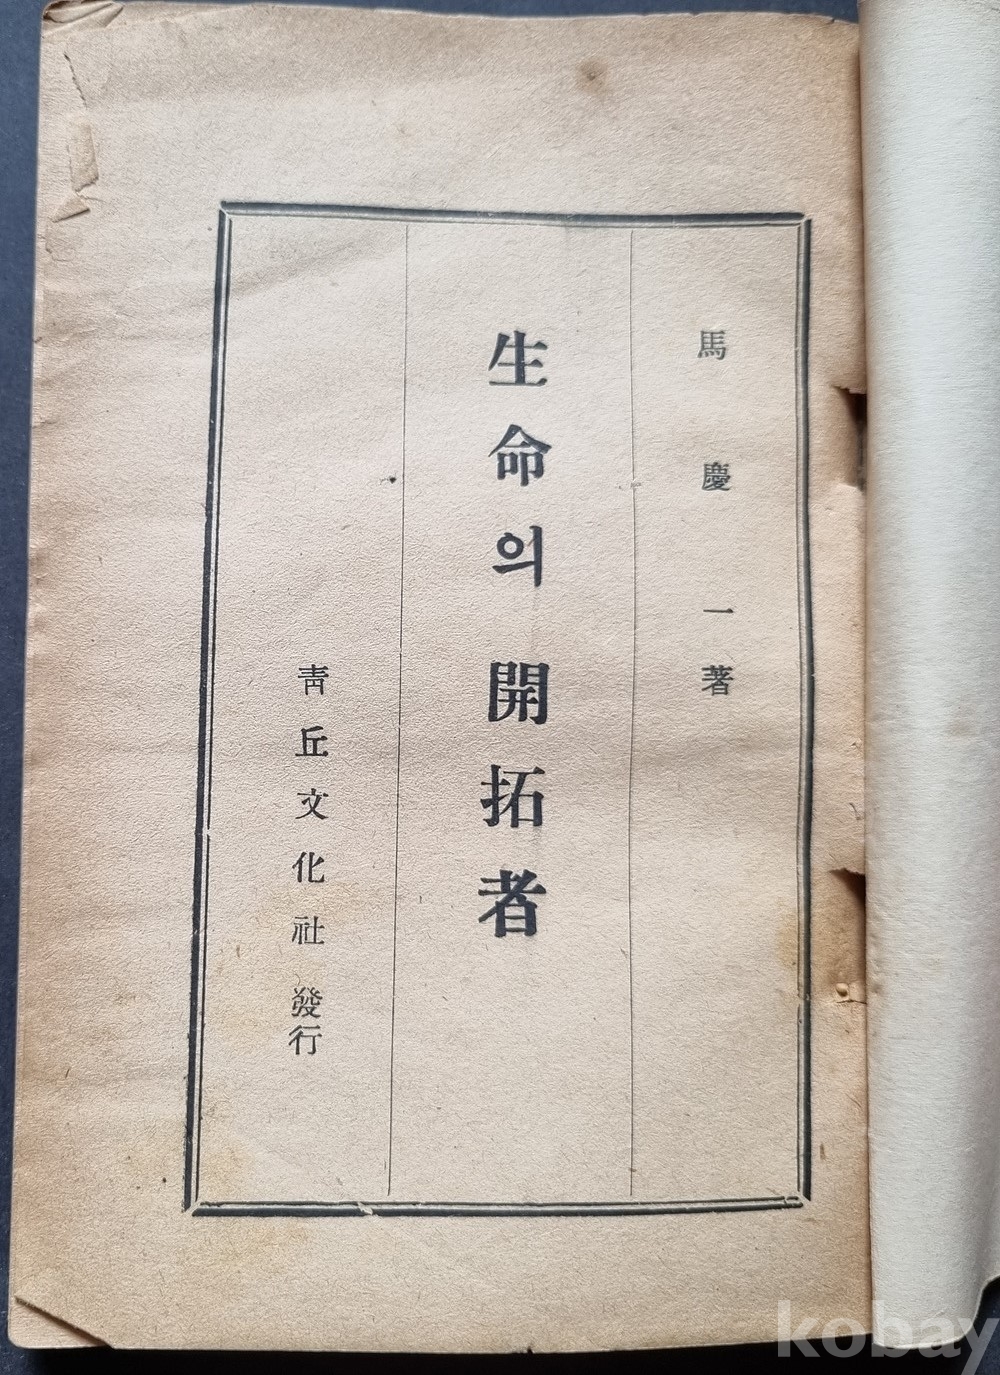 馬慶一著
生命의 開拓者
靑丘文化社 發行
kobay